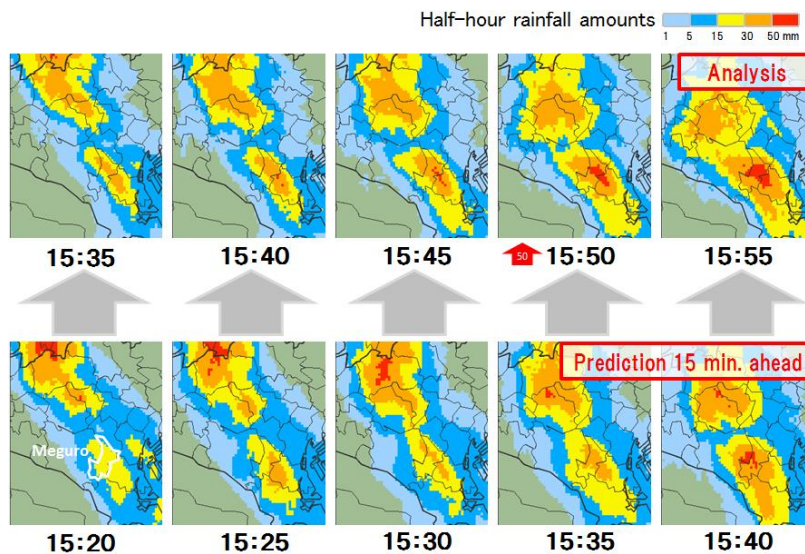 Half-hour rainfall amounts
1 5 15 30 50 mm
Analysis
15:35 15:40 15:45 50 15:50 15:55
Prediction 15 min. ahead
Meguro
15:20 15:25 15:30 15:35 15:40